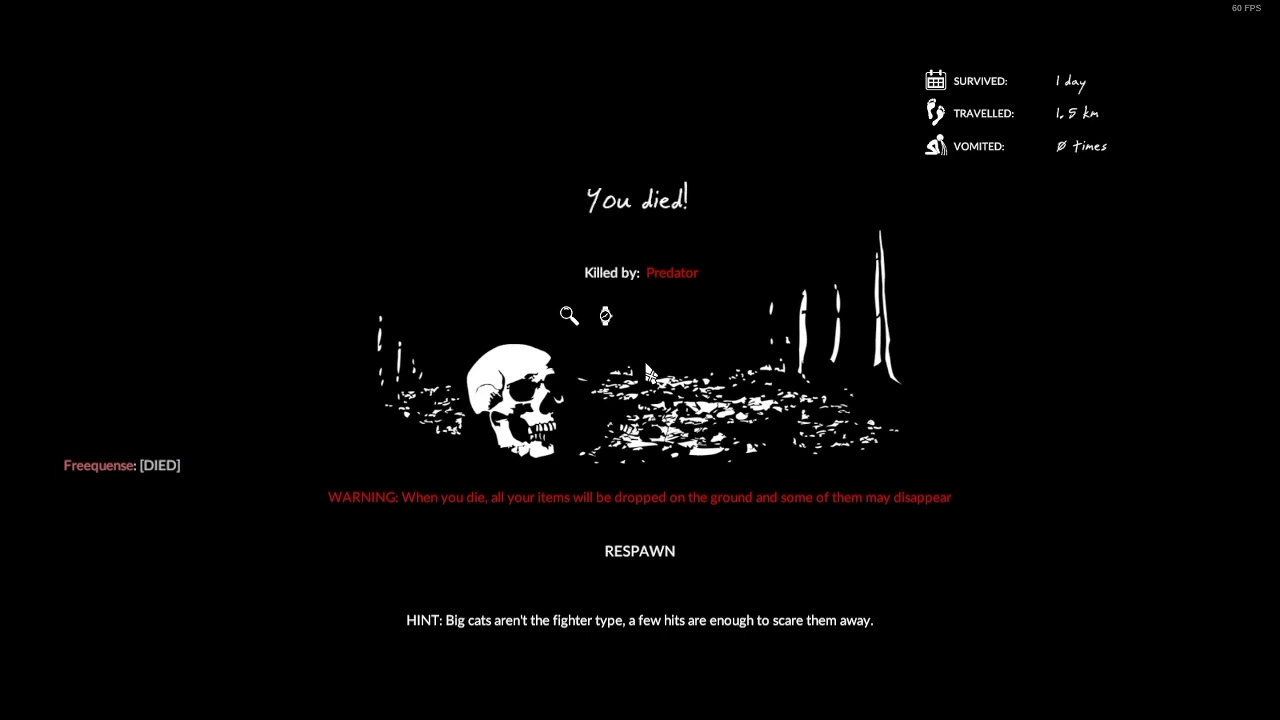 60 FPS
SURVIVED: 1 day
TRAVELLED: 1.5 km
VOMITED: 0 times
You died!
Killed by: Predator
Freequense: [DIED]
WARNING: When you die, all your items will be dropped on the ground and some of them may disappear
RESPAWN
HINT: Big cats aren't the fighter type, a few hits are enough to scare them away.